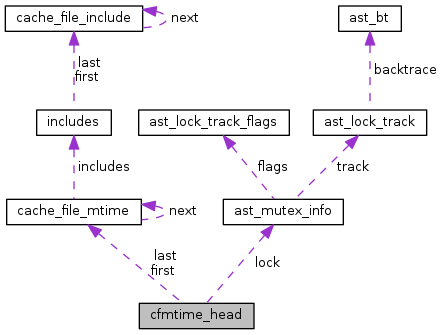 cache_file_include
next
ast_bt
last
first
backtrace
includes
ast_lock_track_flags
ast_lock_track
includes
flags
track
cache_file_mtime
next
ast_mutex_info
last
first
lock
cfmtime_head